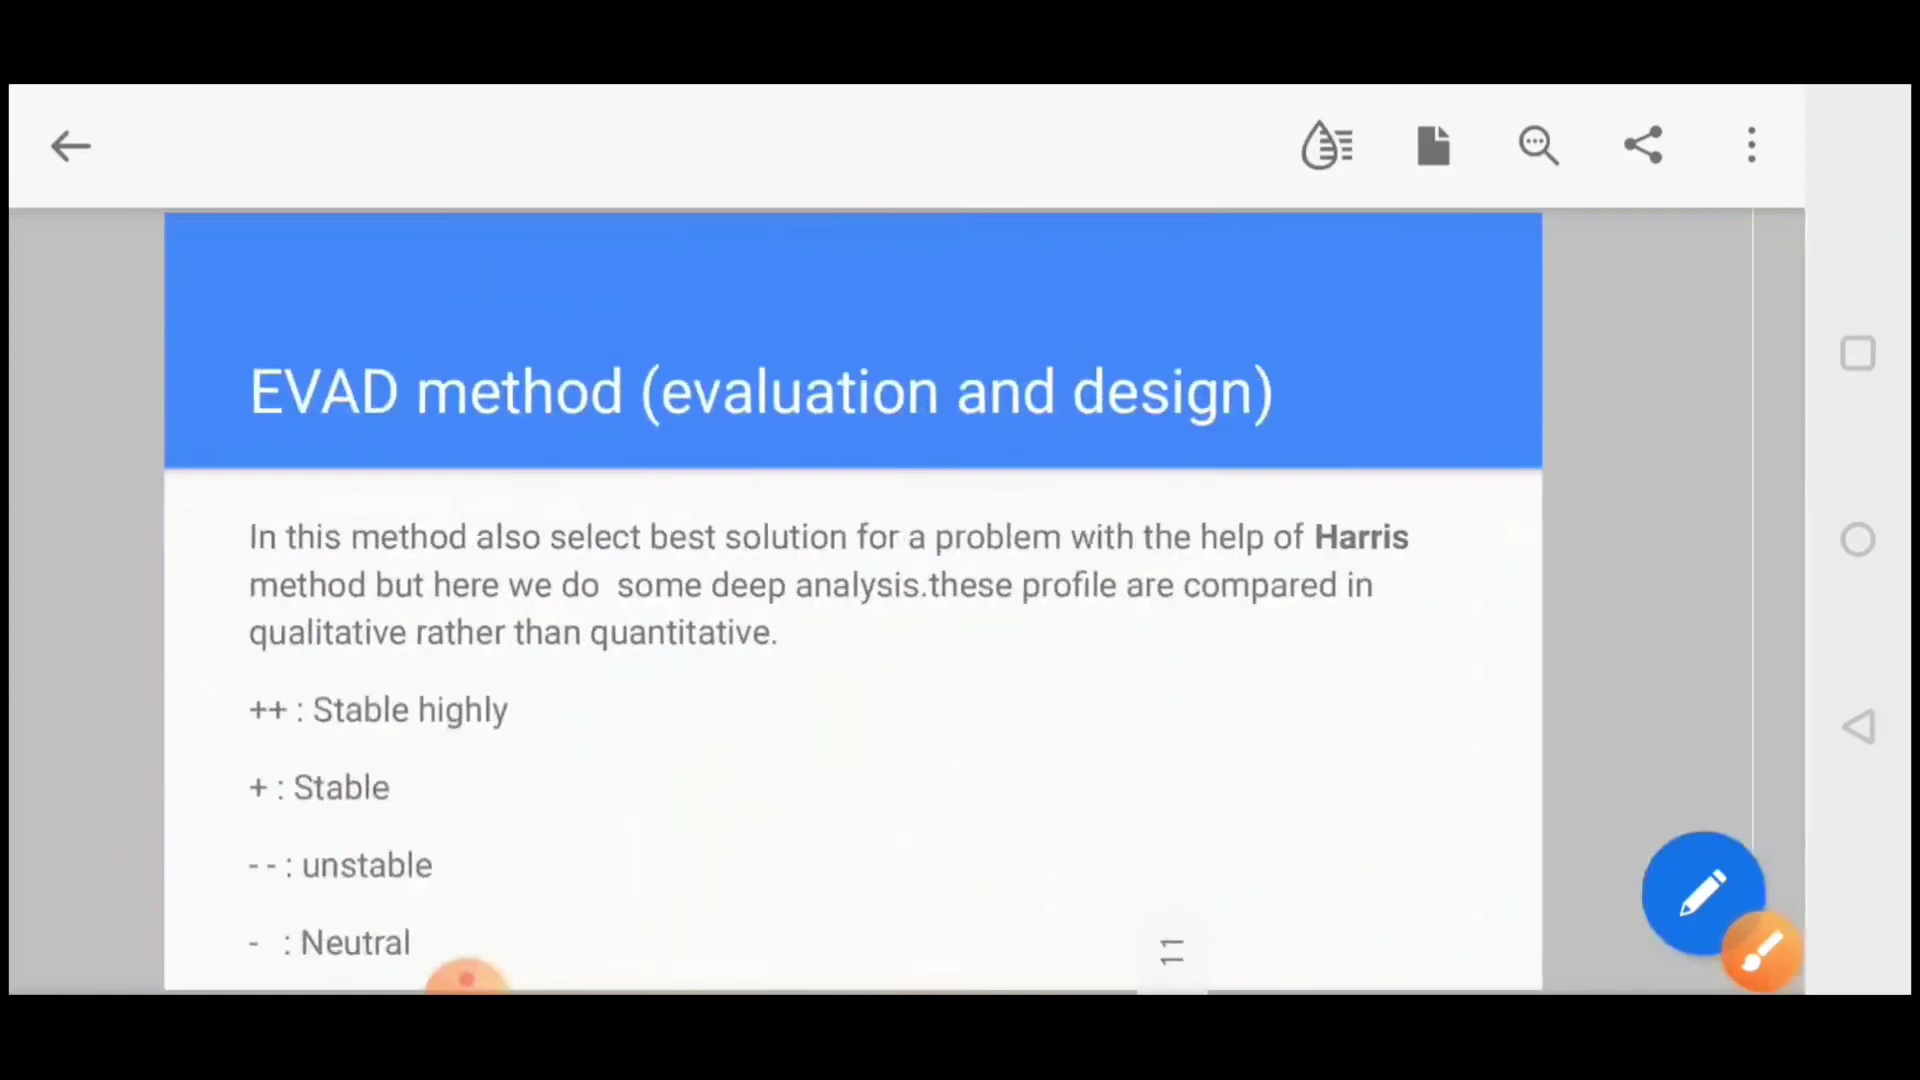 EVAD method (evaluation and design)
In this method also select best solution for a problem with the help of Harris
method but here we do  some deep analysis.these profile are compared in
qualitative rather than quantitative.
++ : Stable highly
+ : Stable
- - : unstable
-   : Neutral
11